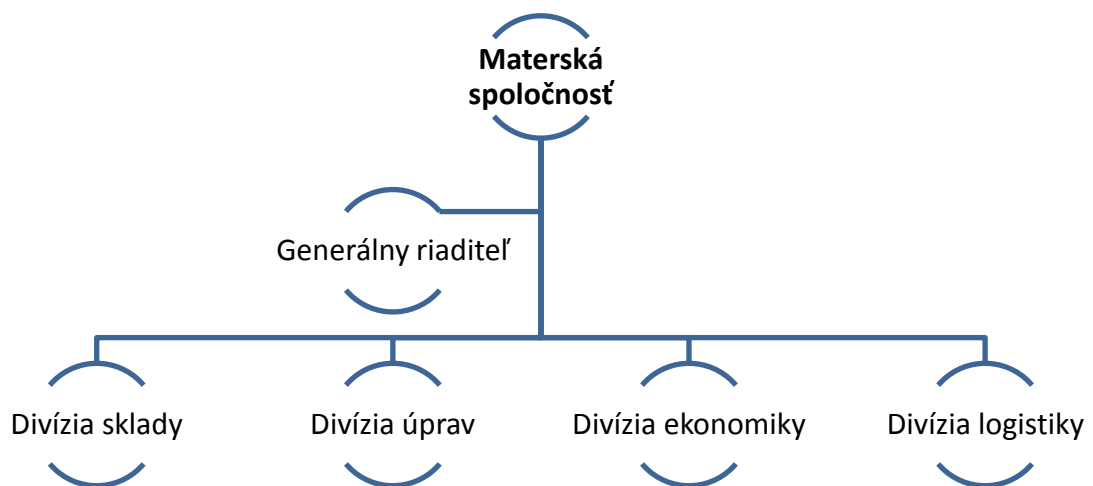 Materská
spoločnosť
Generálny riaditeľ
Divízia sklady
Divízia úprav
Divízia ekonomiky
Divízia logistiky